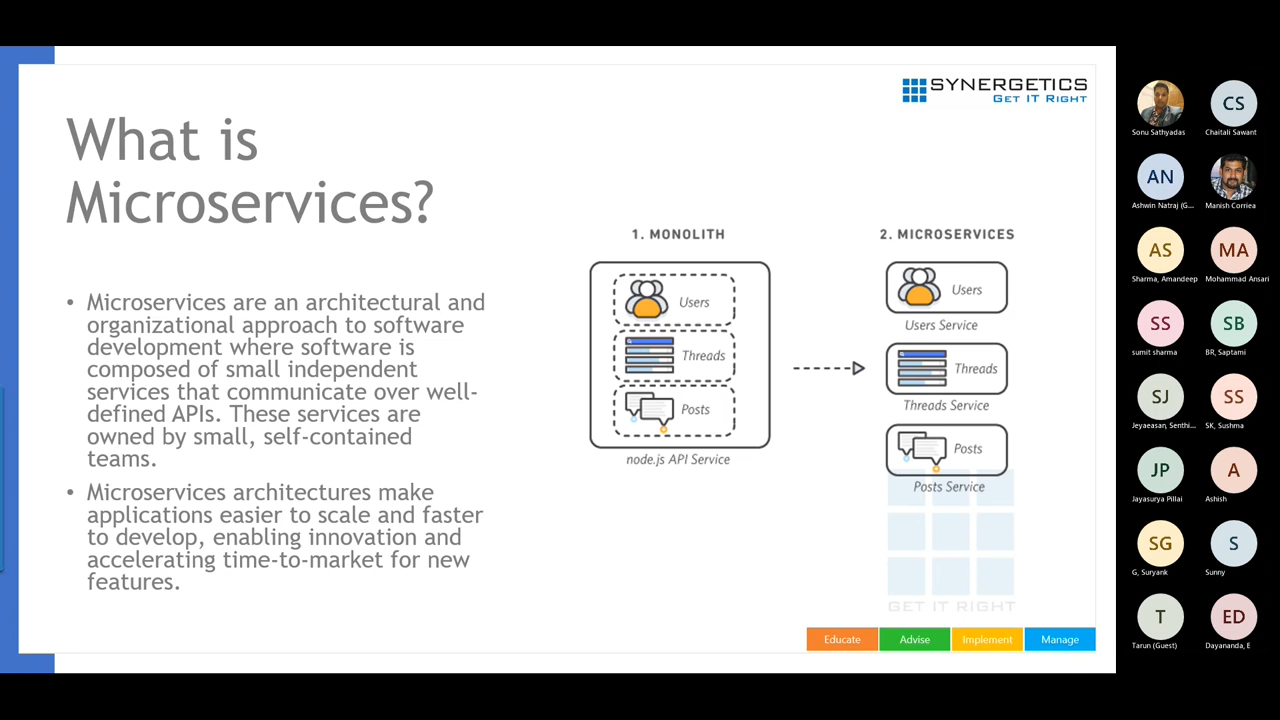 SYNERGETICS
GET IT RIGHT
What is
Microservices?
• Microservices are an architectural and
organizational approach to software
development where software is
composed of small independent
services that communicate over well-
defined APIs. These services are
owned by small, self-contained
teams.
• Microservices architectures make
applications easier to scale and faster
to develop, enabling innovation and
accelerating time-to-market for new
features.
1. MONOLITH
Users
Threads
Posts
node.js API Service
2. MICROSERVICES
Users
Users Service
Threads
Threads Service
Posts
Posts Service
GET IT RIGHT
Educate
Advise
Implement
Manage
Sonu Sathyadas
CS
Chaitali Sawant
AN
Ashwin Natraj (G...
Manish Corriea
AS
Sharma, Amandeep
MA
Mohammad Ansari
SS
sumit sharma
SB
BR, Saptami
SJ
Jeyaeasan, Senthi...
SS
SK, Sushma
JP
Jayasurya Pillai
A
Ashish
SG
G, Suryank
S
Sunny
T
Tarun (Guest)
ED
Dayananda, E